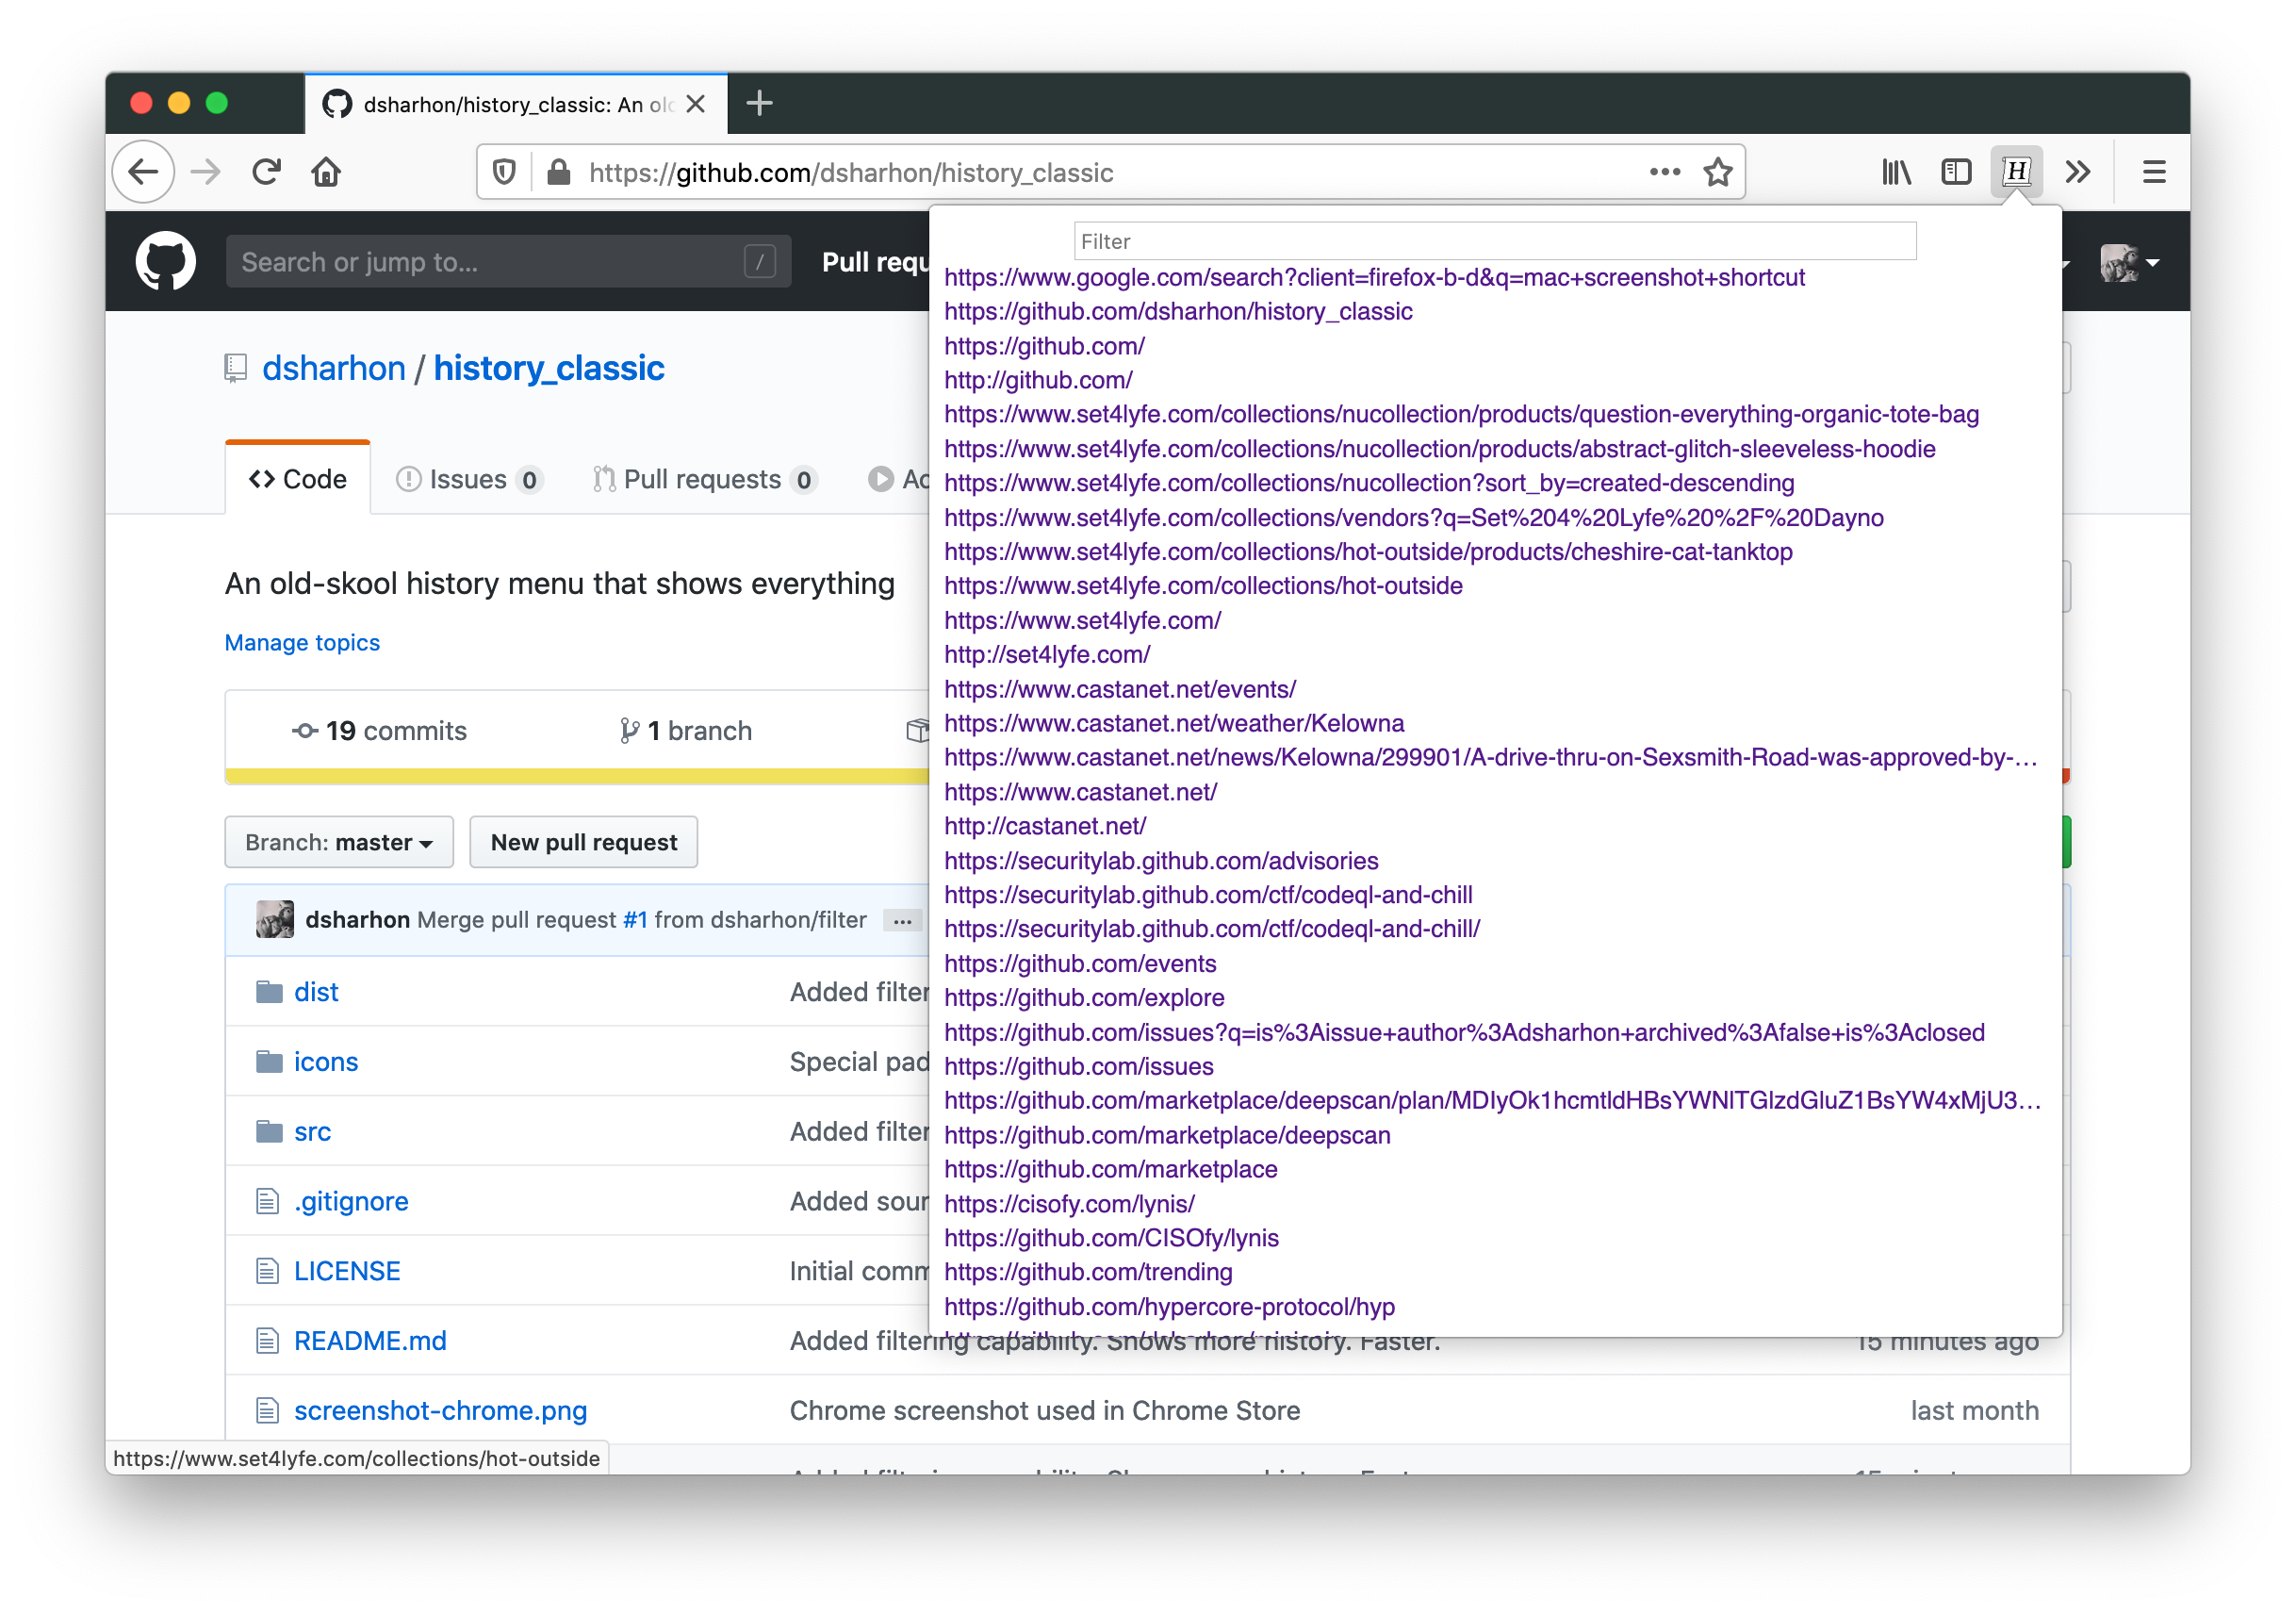 dsharhon/history_classic: An old
https://github.com/dsharhon/history_classic
H
Search or jump to...
/
Pull requ
Filter
https://www.google.com/search?client=firefox-b-d&q=mac+screenshot+shortcut
https://github.com/dsharhon/history_classic
https://github.com/
http://github.com/
https://www.set4lyfe.com/collections/nucollection/products/question-everything-organic-tote-bag
https://www.set4lyfe.com/collections/nucollection/products/abstract-glitch-sleeveless-hoodie
https://www.set4lyfe.com/collections/nucollection?sort_by=created-descending
https://www.set4lyfe.com/collections/vendors?q=Set%204%20Lyfe%20%2F%20Dayno
https://www.set4lyfe.com/collections/hot-outside/products/cheshire-cat-tanktop
https://www.set4lyfe.com/collections/hot-outside
https://www.set4lyfe.com/
http://set4lyfe.com/
https://www.castanet.net/events/
https://www.castanet.net/weather/Kelowna
https://www.castanet.net/news/Kelowna/299901/A-drive-thru-on-Sexsmith-Road-was-approved-by-...
https://www.castanet.net/
http://castanet.net/
https://securitylab.github.com/advisories
https://securitylab.github.com/ctf/codeql-and-chill
https://securitylab.github.com/ctf/codeql-and-chill/
https://github.com/events
https://github.com/explore
https://github.com/issues?q=is%3Aissue+author%3Adsharhon+archived%3Afalse+is%3Aclosed
https://github.com/issues
https://github.com/marketplace/deepscan/plan/MDIyOk1hcmtldHBsYWNlTGlzdGluZ1BsYW4xMjU3...
https://github.com/marketplace/deepscan
https://github.com/marketplace
https://cisofy.com/lynis/
https://github.com/CISOfy/lynis
https://github.com/trending
https://github.com/hypercore-protocol/hyp
dsharhon / history_classic
Code
Issues 0
Pull requests 0
Ac
An old-skool history menu that shows everything
Manage topics
19 commits
1 branch
Branch: master
New pull request
dsharhon Merge pull request #1 from dsharhon/filter ...
dist Added filter
icons Special pad
src Added filter
.gitignore Added sour
LICENSE Initial comm
README.md Added filtering capability. Shows more history. Faster. 15 minutes ago
screenshot-chrome.png Chrome screenshot used in Chrome Store last month
https://www.set4lyfe.com/collections/hot-outside